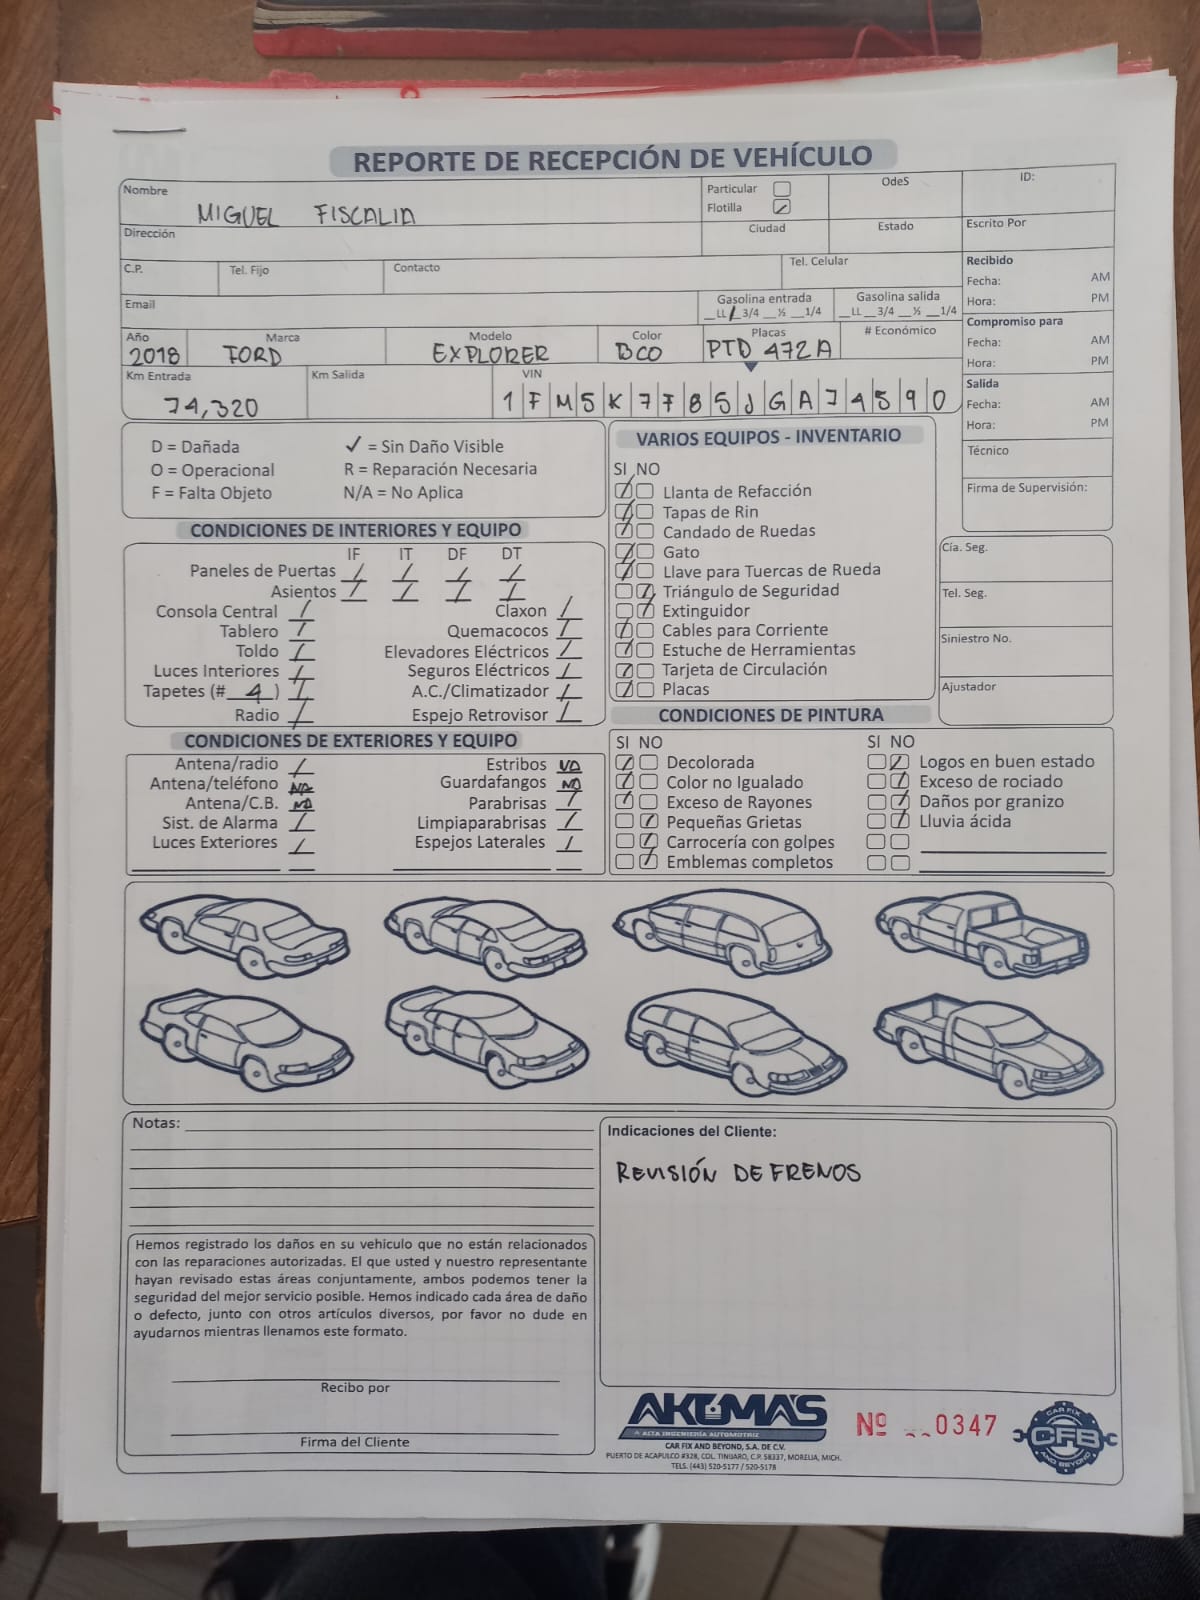 REPORTE DE RECEPCIÓN DE VEHÍCULO
Nombre
MIGUEL FISCALIA
Particular
Flotilla
OdeS
ID:
Dirección
Ciudad
Estado
Escrito Por
C.P.
Tel. Fijo
Contacto
Tel. Celular
Recibido
Fecha: AM
Hora: PM
Email
Gasolina entrada
__LL / 3/4 __½ __1/4
Gasolina salida
__LL __3/4 __½ __1/4
Compromiso para
Fecha: AM
Hora: PM
Año
2018
Marca
FORD
Modelo
EXPLORER
Color
BCO
Placas
PTD 472A
# Económico
Km Entrada
74,320
Km Salida
VIN
1FM5K7785JGA74590
Salida
Fecha: AM
Hora: PM
Técnico
Firma de Supervisión:
D = Dañada
✓ = Sin Daño Visible
O = Operacional
R = Reparación Necesaria
F = Falta Objeto
N/A = No Aplica
CONDICIONES DE INTERIORES Y EQUIPO
IF IT DF DT
Paneles de Puertas / / / /
Asientos / / / /
Consola Central /
Claxon /
Tablero /
Quemacocos /
Toldo /
Elevadores Eléctricos /
Luces Interiores /
Seguros Eléctricos /
Tapetes (# 4 ) /
A.C./Climatizador /
Radio /
Espejo Retrovisor /
VARIOS EQUIPOS - INVENTARIO
SI NO
Llanta de Refacción
Tapas de Rin
Candado de Ruedas
Gato
Llave para Tuercas de Rueda
Triángulo de Seguridad
Extinguidor
Cables para Corriente
Estuche de Herramientas
Tarjeta de Circulación
Placas
Cía. Seg.
Tel. Seg.
Siniestro No.
Ajustador
CONDICIONES DE EXTERIORES Y EQUIPO
Antena/radio /
Estribos NA
Antena/teléfono NA
Guardafangos NA
Antena/C.B. NA
Parabrisas /
Sist. de Alarma /
Limpiaparabrisas /
Luces Exteriores /
Espejos Laterales /
CONDICIONES DE PINTURA
SI NO
Decolorada
Color no Igualado
Exceso de Rayones
Pequeñas Grietas
Carrocería con golpes
Emblemas completos
SI NO
Logos en buen estado
Exceso de rociado
Daños por granizo
Lluvia ácida
Notas:
Indicaciones del Cliente:
REVISIÓN DE FRENOS
Hemos registrado los daños en su vehiculo que no están relacionados
con las reparaciones autorizadas. El que usted y nuestro representante
hayan revisado estas áreas conjuntamente, ambos podemos tener la
seguridad del mejor servicio posible. Hemos indicado cada área de daño
o defecto, junto con otros artículos diversos, por favor no dude en
ayudarnos mientras llenamos este formato.
Recibo por
Firma del Cliente
AKTMA'S
ALTA INGENIERÍA AUTOMOTRIZ
CAR FIX AND BEYOND, S.A. DE C.V.
PUERTO DE ACAPULCO #328, COL. TINIJARO, C.P. 58337, MORELIA, MICH.
TELS. (443) 520-5177 / 520-5178
Nº 0347
CAR FIX
CFB
AND BEYOND